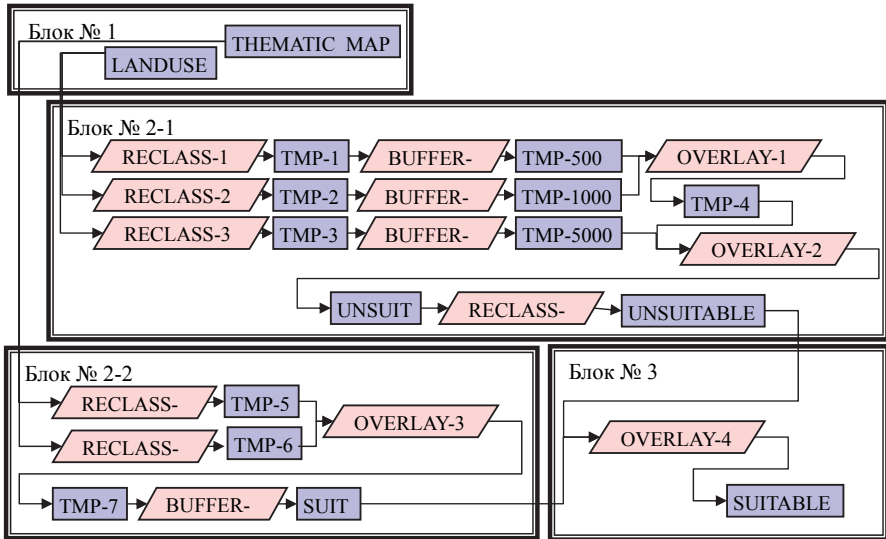 Блок № 1
THEMATIC MAP
LANDUSE
Блок № 2-1
RECLASS-1 TMP-1 BUFFER- TMP-500 OVERLAY-1
RECLASS-2 TMP-2 BUFFER- TMP-1000 TMP-4
RECLASS-3 TMP-3 BUFFER- TMP-5000 OVERLAY-2
UNSUIT RECLASS- UNSUITABLE
Блок № 2-2
RECLASS- TMP-5 OVERLAY-3
RECLASS- TMP-6
TMP-7 BUFFER- SUIT
Блок № 3
OVERLAY-4
SUITABLE